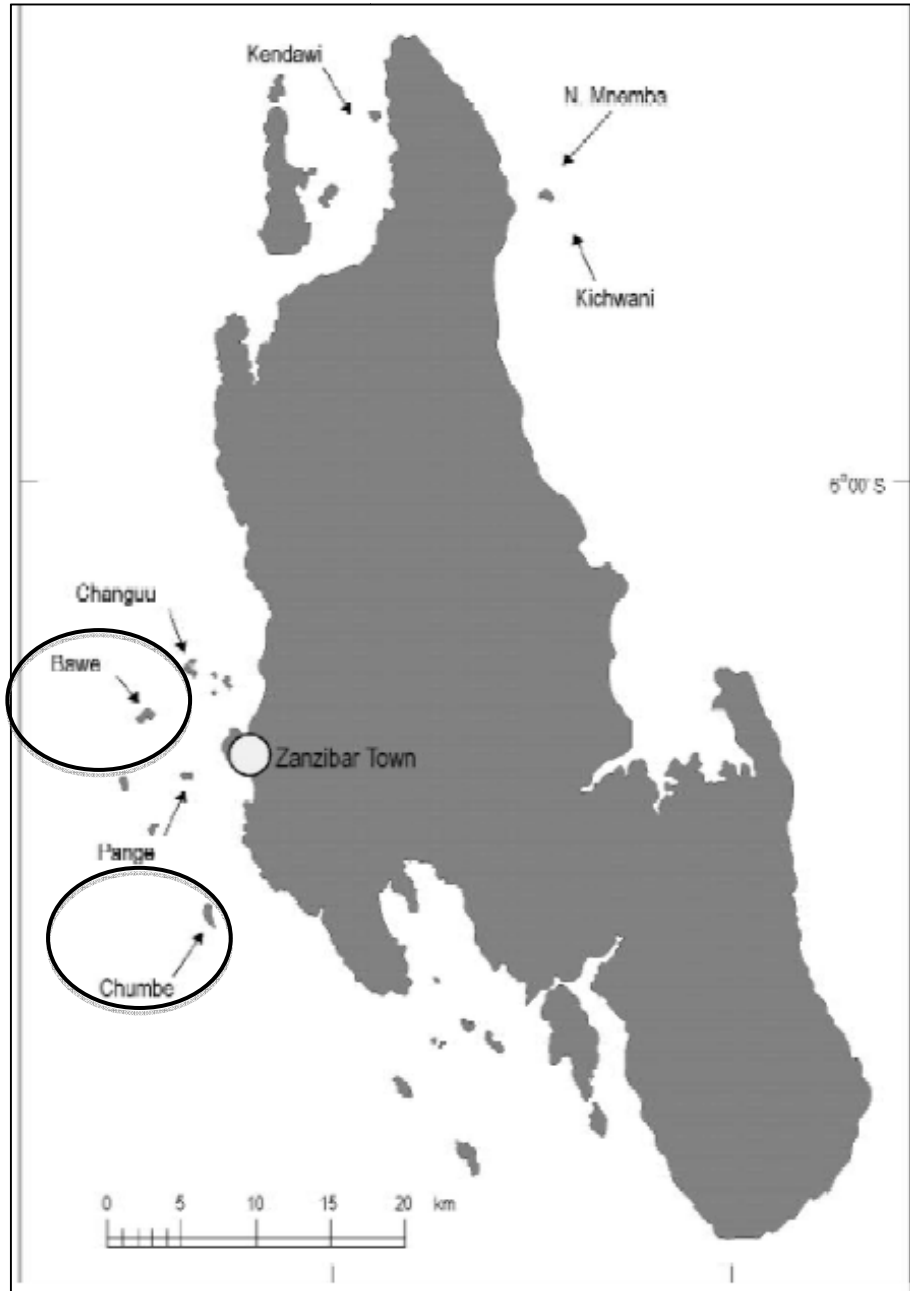 Kendawi
N. Mnemba
Kichwani
6°00' S
Changuu
Bawe
Zanzibar Town
Pange
Chumbe
0 5 10 15 20 km